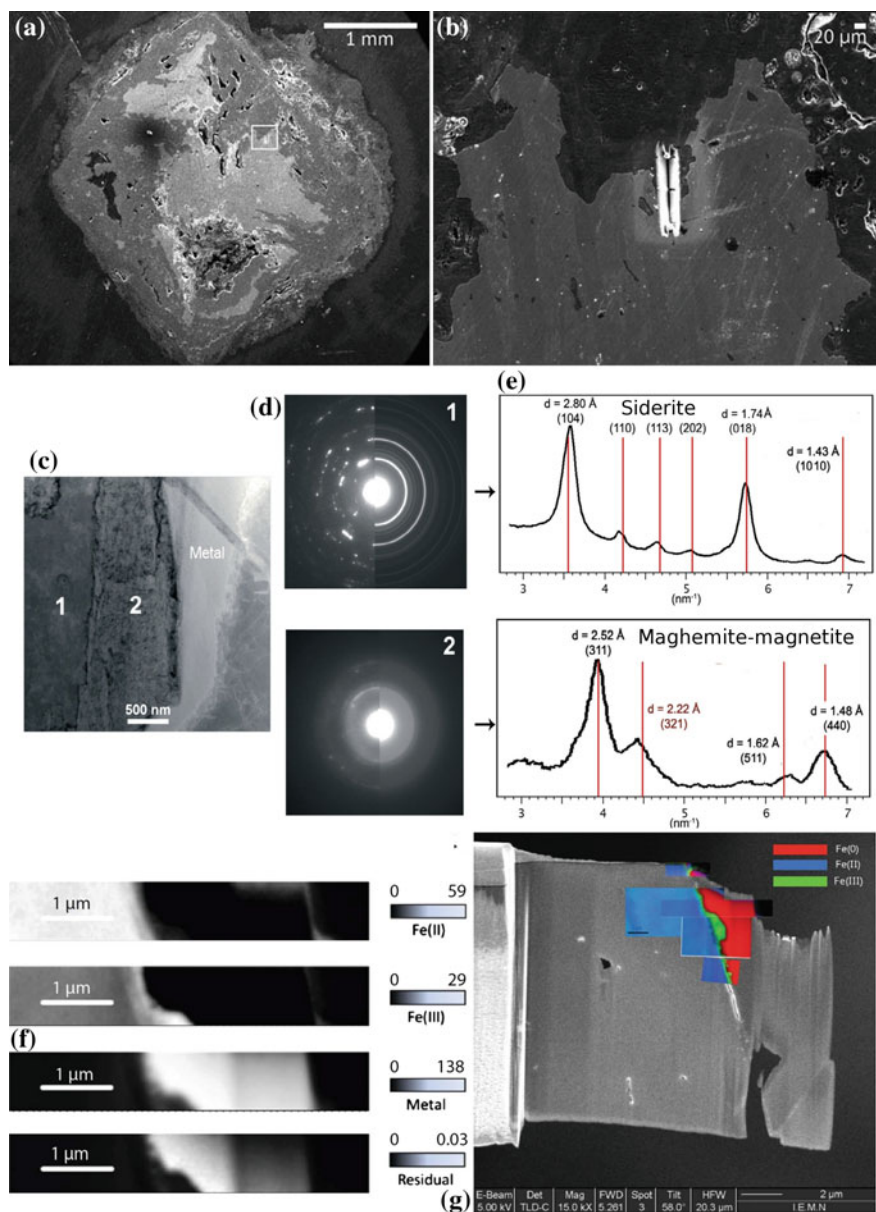 (a)
1 mm
(b)
20 µm
(c)
1
2
Metal
500 nm
(d)
1
2
(e)
d = 2.80 Å
(104)
Siderite
(110) (113) (202)
d = 1.74 Å
(018)
d = 1.43 Å
(1010)
3 4 5 6 7
(nm⁻¹)
d = 2.52 Å
(311)
Maghemite-magnetite
d = 2.22 Å
(321)
d = 1.62 Å
(511)
d = 1.48 Å
(440)
3 4 5 6 7
(nm⁻¹)
1 µm
0 59
Fe(II)
1 µm
0 29
Fe(III)
(f)
1 µm
0 138
Metal
1 µm
0 0.03
Residual
Fe(0)
Fe(II)
Fe(III)
(g)
E-Beam Det Mag FWD Spot Tilt HFW 2 µm
5.00 kV TLD-C 15.0 kX 5.261 3 58.0° 20.3 µm I.E.M.N